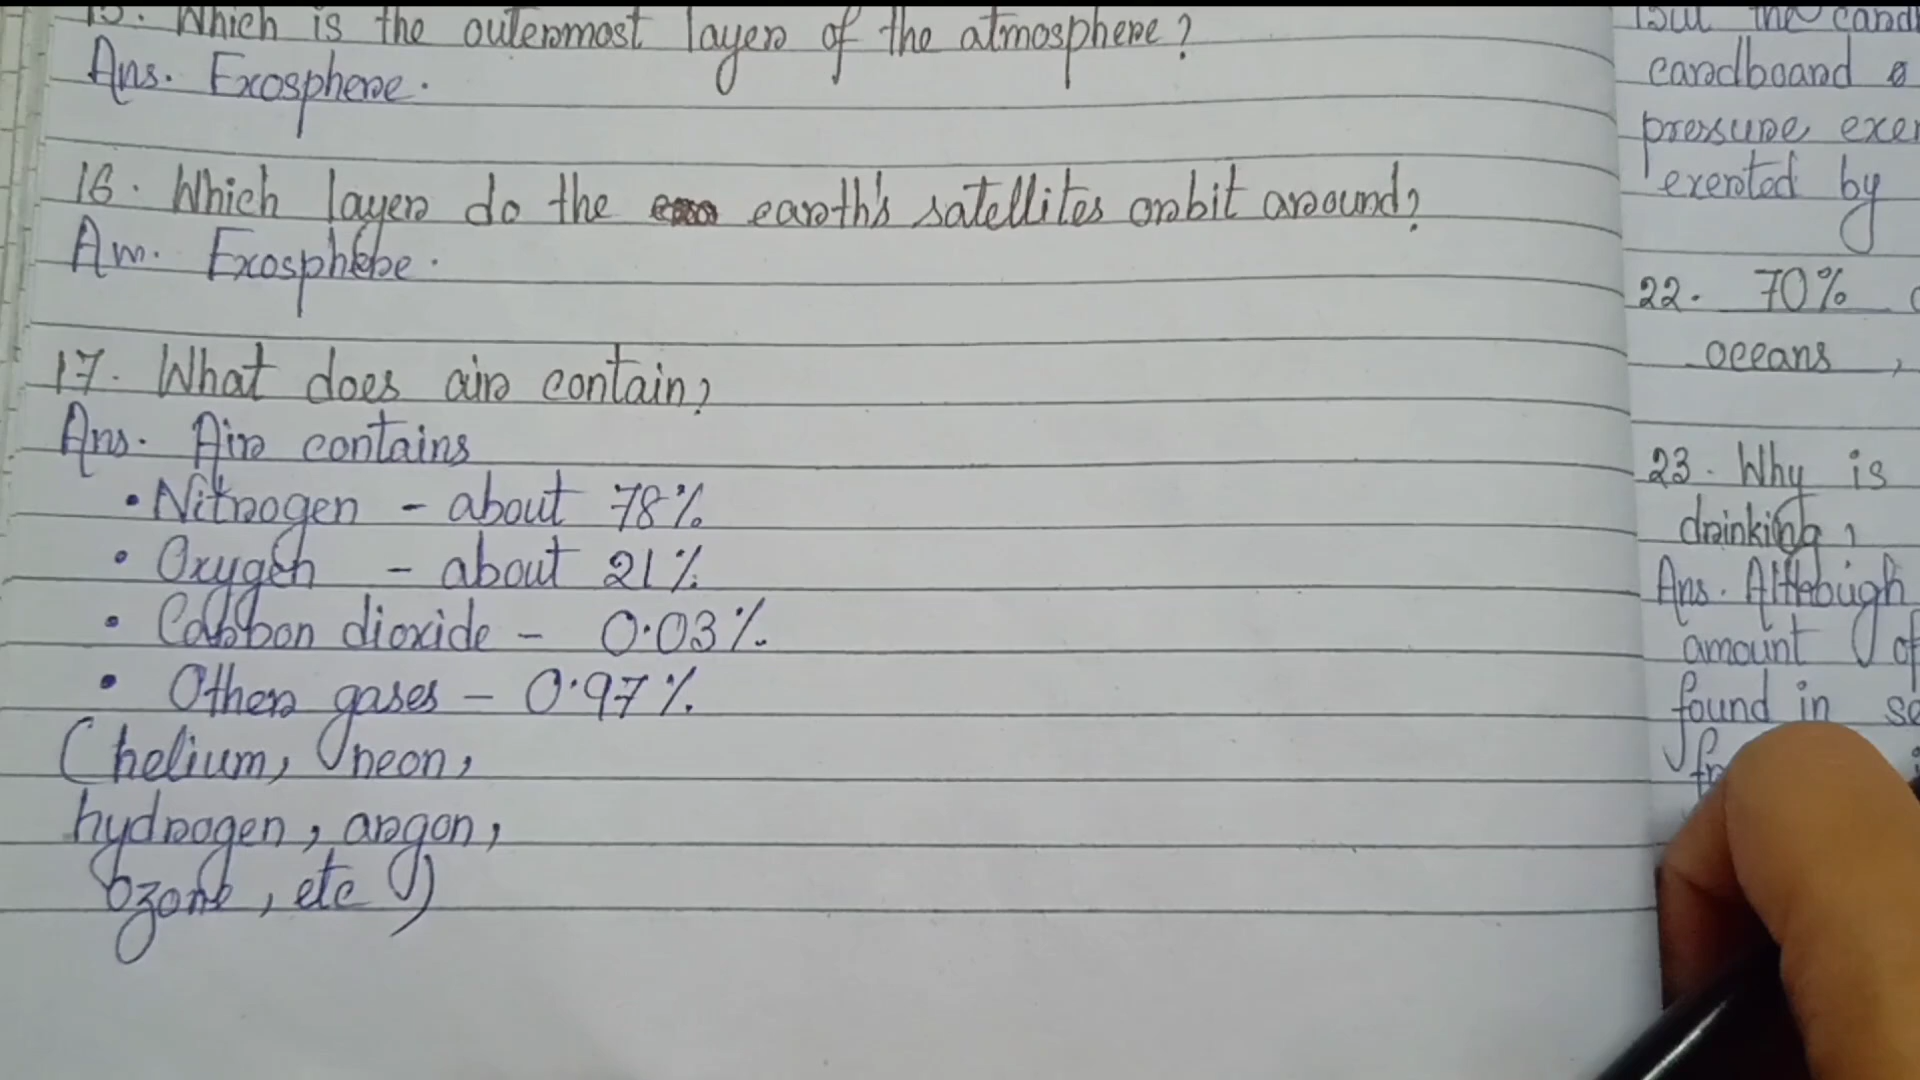 15. Which is the outermost layer of the atmosphere?
Ans. Exosphere.
16. Which layer do the earth's satellites orbit around?
Ans. Exosphere.
17. What does air contain?
Ans. Air contains
• Nitrogen - about 78%
• Oxygen - about 21%
• Carbon dioxide - 0.03%
• Other gases - 0.97%
(helium, neon,
hydrogen, argon,
ozone, etc)
But the
cardboard
pressure
exerted by
22. 70%
oceans,
23. Why is
drinking?
Ans. Although
amount of
found in